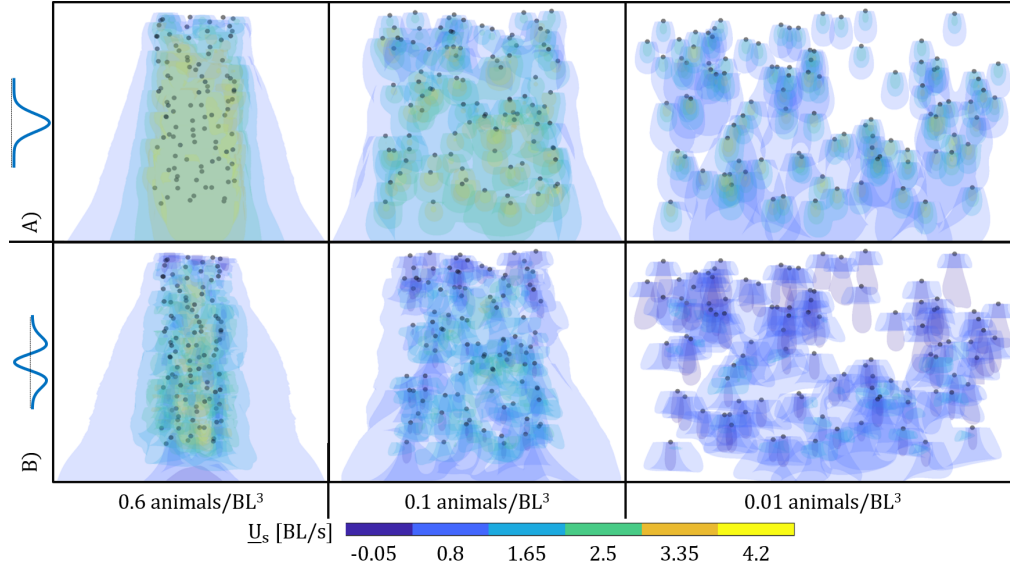 A)
B)
0.6 animals/BL³
0.1 animals/BL³
0.01 animals/BL³
U_s [BL/s]
-0.05 0.8 1.65 2.5 3.35 4.2